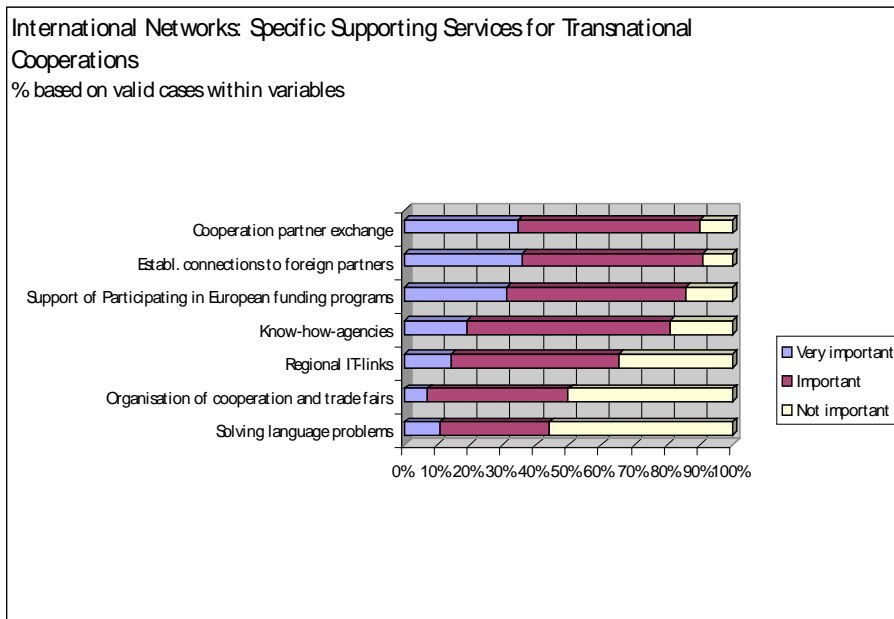 International Networks: Specific Supporting Services for Transnational
Cooperations
% based on valid cases within variables
Cooperation partner exchange
Establ. connections to foreign partners
Support of Participating in European funding programs
Know-how-agencies
Regional IT-links
Organisation of cooperation and trade fairs
Solving language problems
0% 10% 20% 30% 40% 50% 60% 70% 80% 90% 100%
Very important
Important
Not important